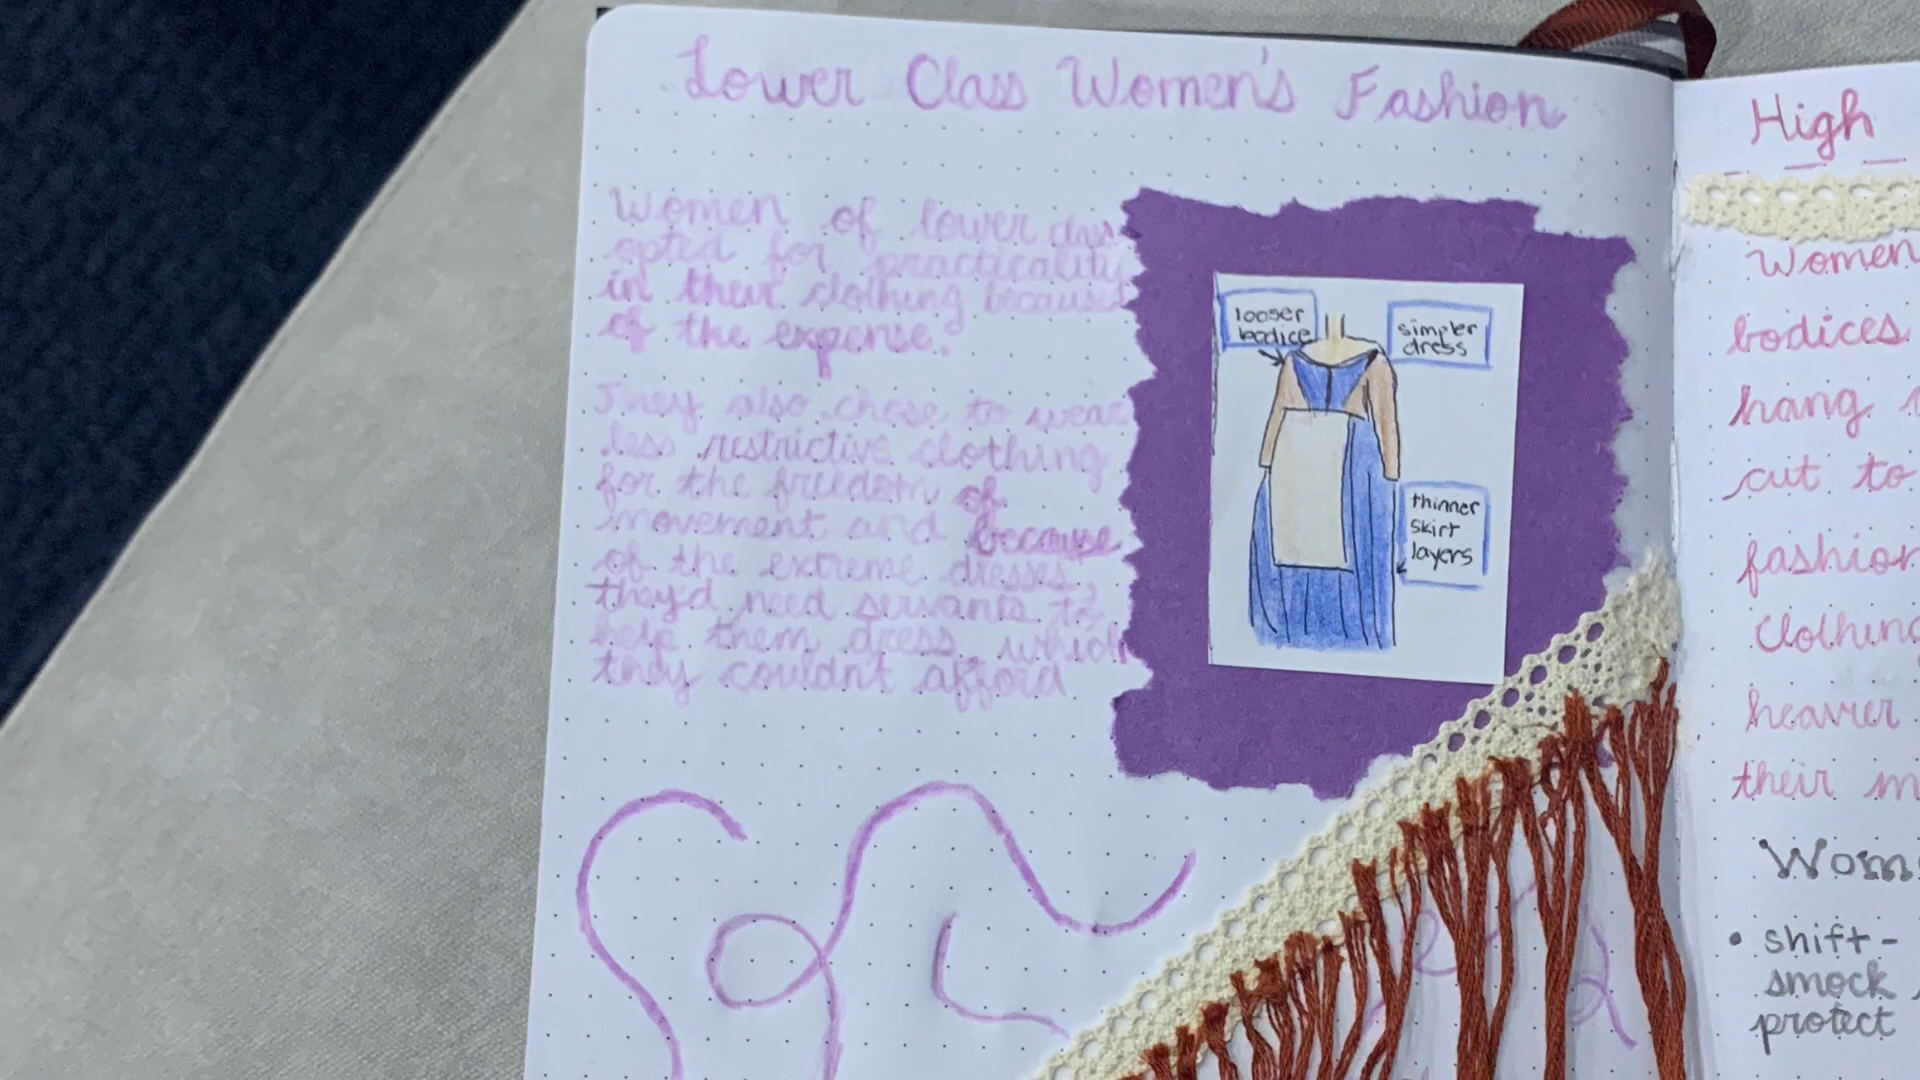 Lower Class Women's Fashion
Women of lower class
opted for practicality
in their clothing because
of the expense.
They also chose to wear
less restrictive clothing
for the freedom of
movement and because
of the extreme dresses,
they'd need servants to
help them dress, which
they couldn't afford
looser
bodice
simpler
dress
thinner
skirt
layers
High
Women
bodices
hang
cut to
fashion
clothing
heavier
their m
Wom
• shift-
smock
protect